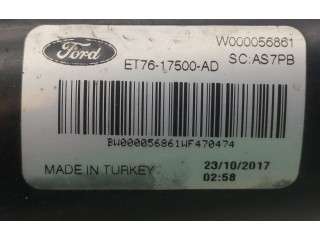 Ford
W000056861
ET76-17500-AD
SC:AS7PB
BW000056861WF470474
MADE IN TURKEY
23/10/2017
02:58